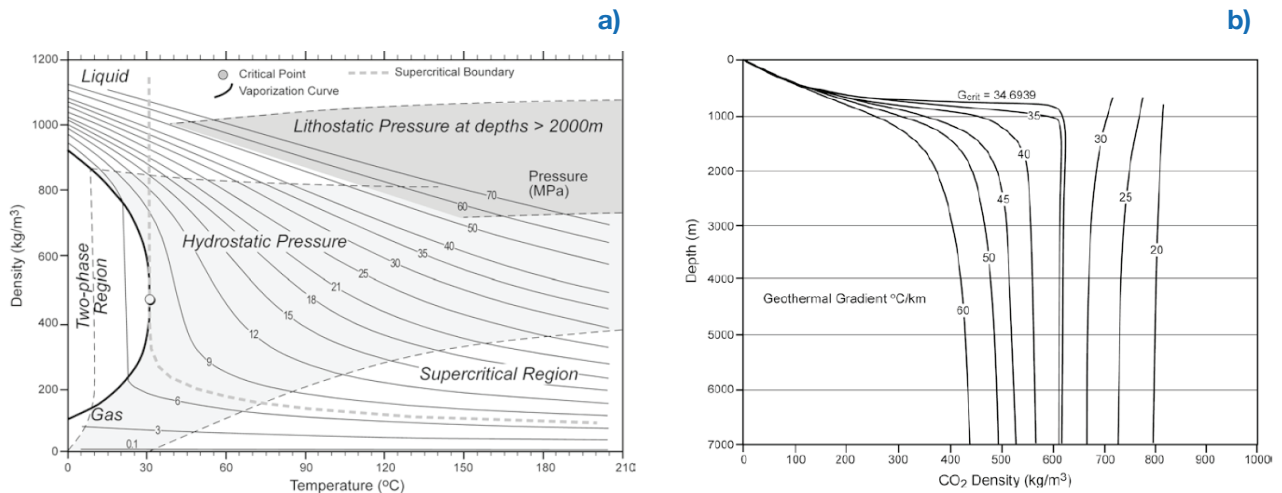 a)
1200
1000
800
600
400
200
0
Density (kg/m3)
0 30 60 90 120 150 180 210
Temperature (°C)
Liquid
Critical Point
Vaporization Curve
Supercritical Boundary
Lithostatic Pressure at depths > 2000m
Pressure
(MPa)
70
60
50
40
35
30
25
21
18
15
12
9
6
3
0.1
Hydrostatic Pressure
Two-phase
Region
Supercritical Region
Gas
b)
0
1000
2000
3000
4000
5000
6000
7000
Depth (m)
0 100 200 300 400 500 600 700 800 900 1000
CO2 Density (kg/m3)
Gcrit = 34.6939
35
40
45
50
60
30
25
20
Geothermal Gradient °C/km